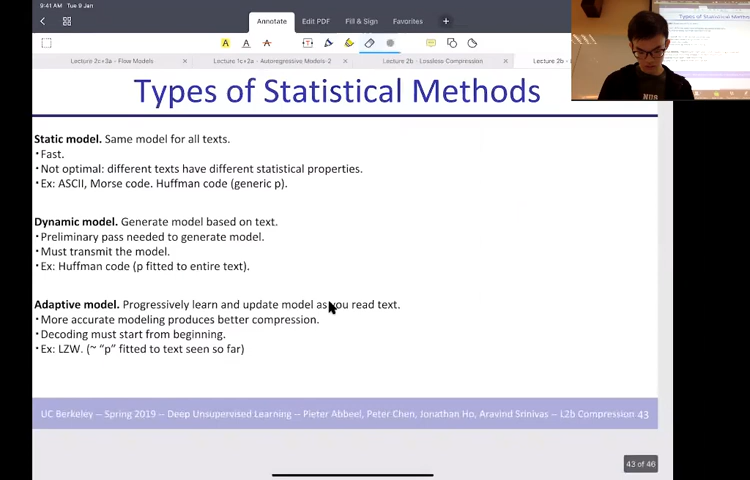 9:41 AM Tue 9 Jan
Annotate Edit PDF Fill & Sign Favorites +
Lecture 2c+3a - Flow Models
Lecture 1c+2a - Autoregressive Models-2
Lecture 2b - Lossless Compression
Lecture 2b - L
Types of Statistical Methods
Static model. Same model for all texts.
• Fast.
• Not optimal: different texts have different statistical properties.
• Ex: ASCII, Morse code. Huffman code (generic p).
Dynamic model. Generate model based on text.
• Preliminary pass needed to generate model.
• Must transmit the model.
• Ex: Huffman code (p fitted to entire text).
Adaptive model. Progressively learn and update model as you read text.
• More accurate modeling produces better compression.
• Decoding must start from beginning.
• Ex: LZW. (~ "p" fitted to text seen so far)
UC Berkeley -- Spring 2019 -- Deep Unsupervised Learning -- Pieter Abbeel, Peter Chen, Jonathan Ho, Aravind Srinivas -- L2b Compression 43
43 of 46
Types of Statistical Method